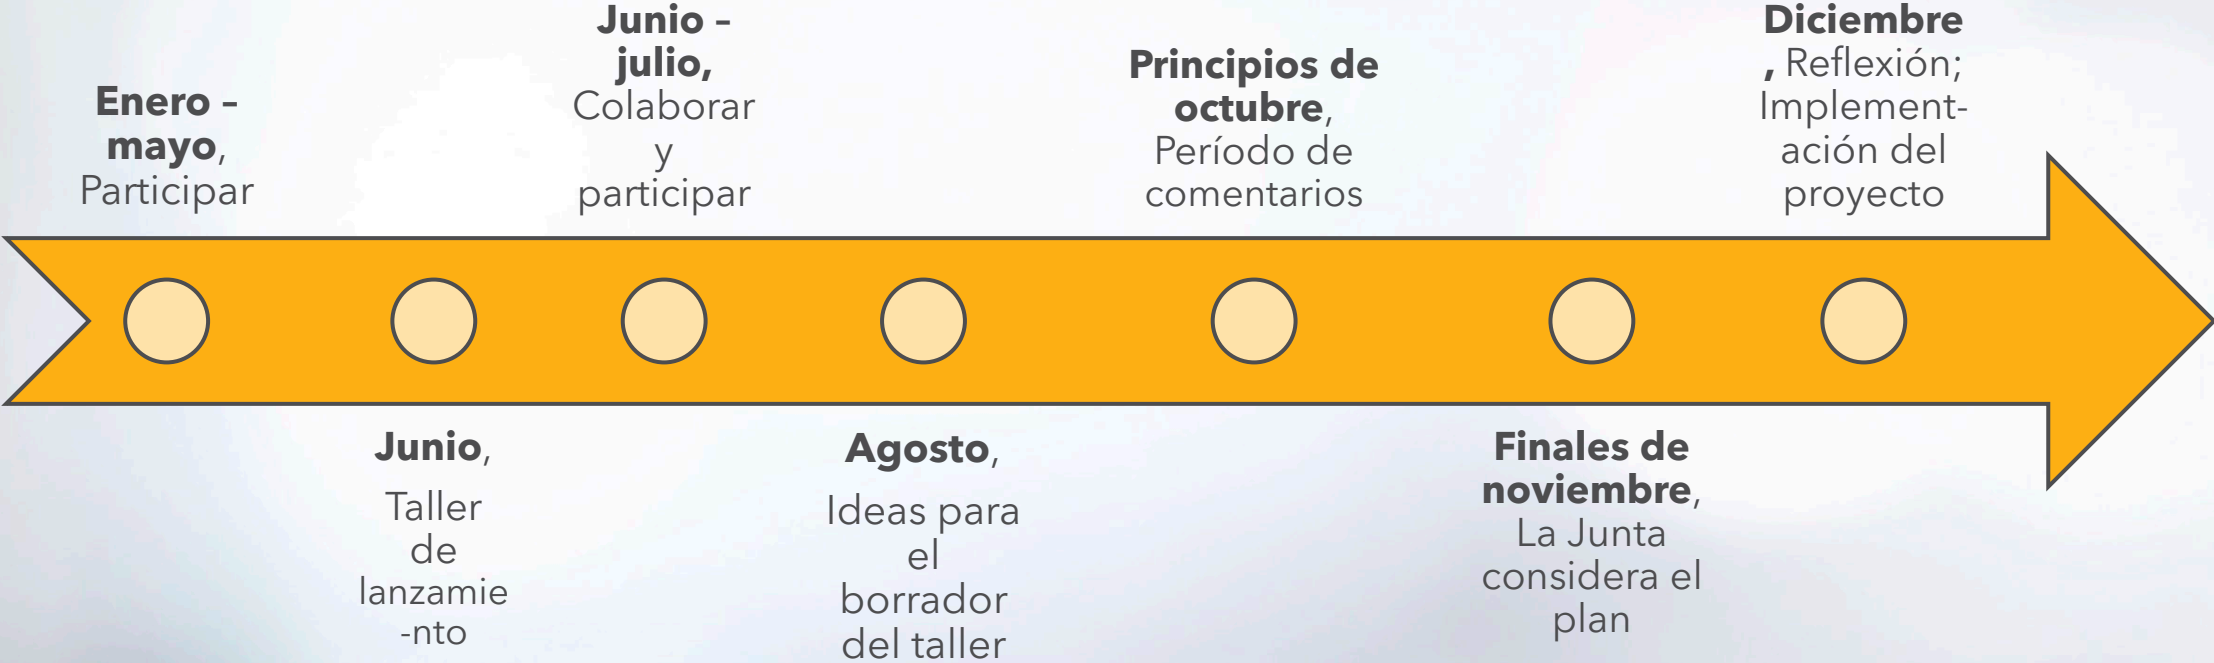 Enero –
mayo,
Participar
Junio,
Taller
de
lanzamie
-nto
Junio –
julio,
Colaborar
y
participar
Agosto,
Ideas para
el
borrador
del taller
Principios de
octubre,
Período de
comentarios
Finales de
noviembre,
La Junta
considera el
plan
Diciembre
, Reflexión;
Implement-
ación del
proyecto